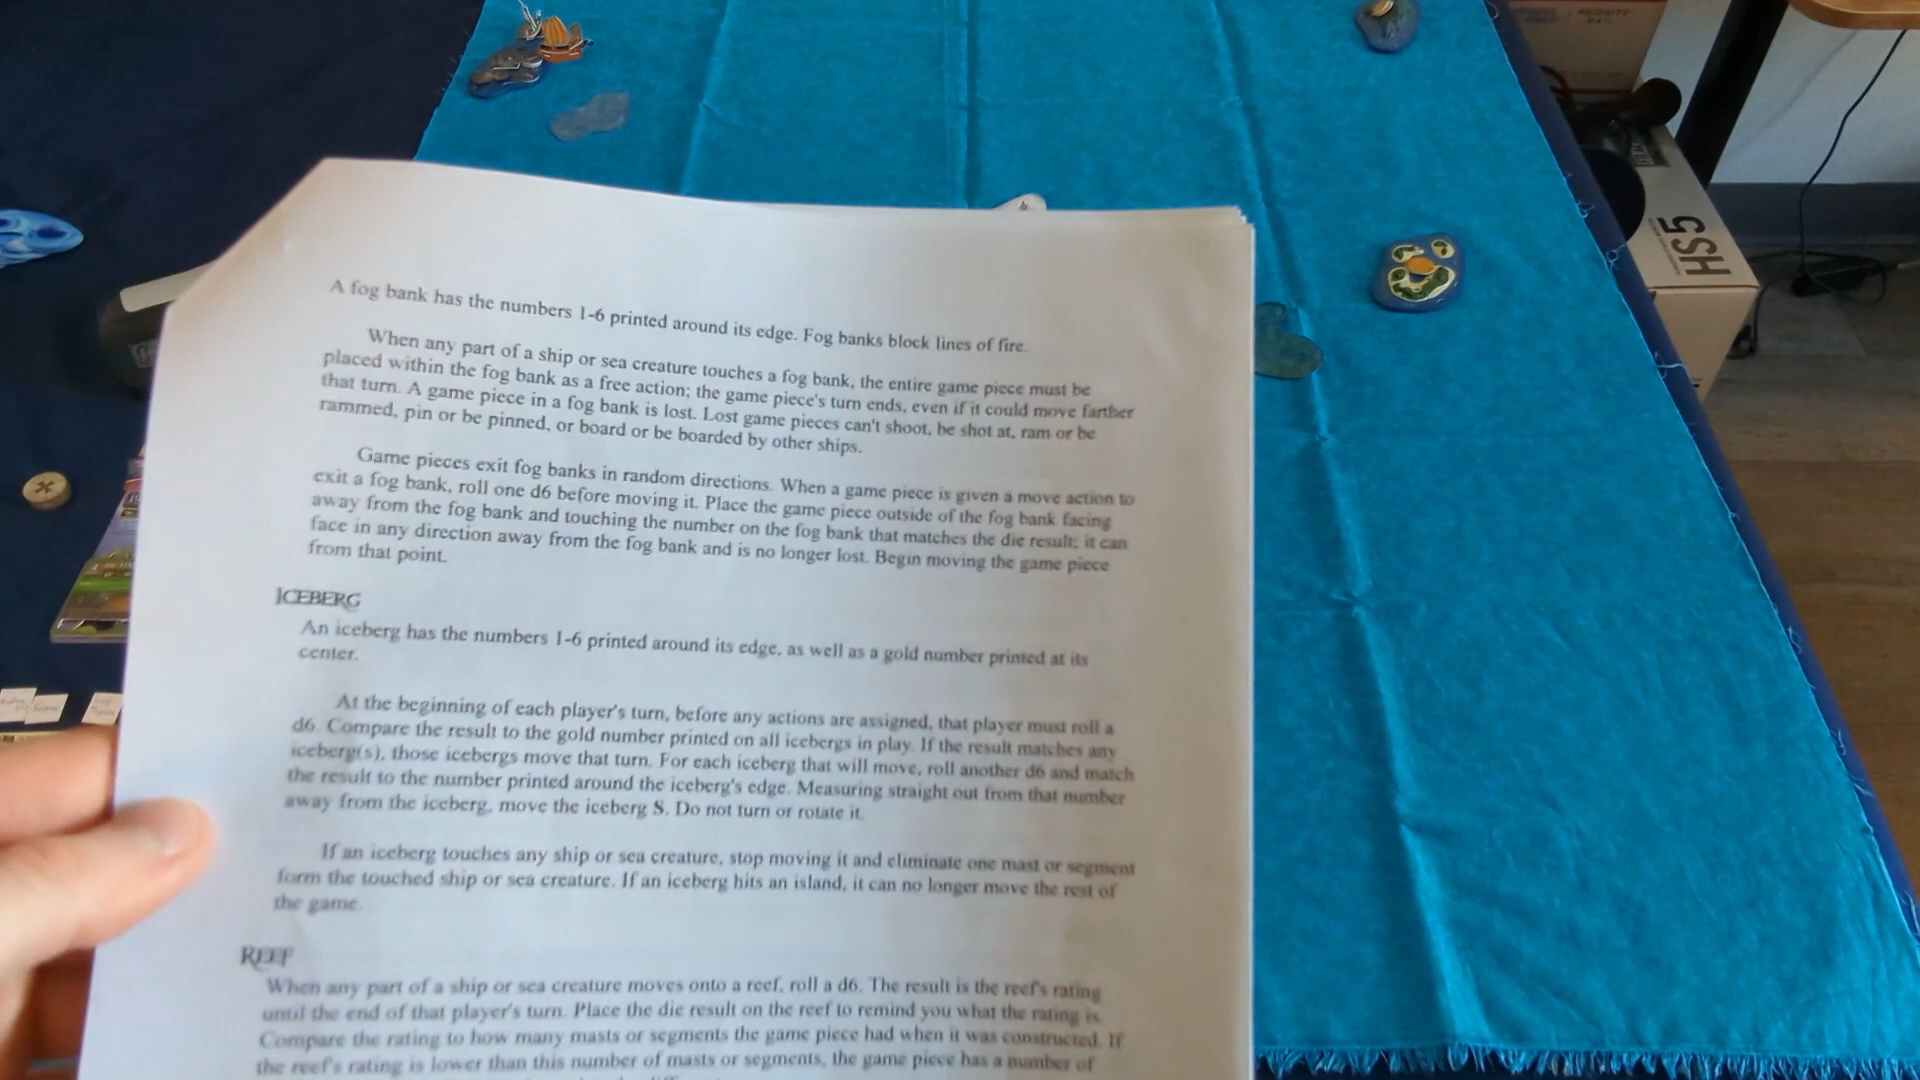 PRIORITY
MAIL
HS5
A fog bank has the numbers 1-6 printed around its edge. Fog banks block lines of fire.
When any part of a ship or sea creature touches a fog bank, the entire game piece must be
placed within the fog bank as a free action; the game piece's turn ends, even if it could move farther
that turn. A game piece in a fog bank is lost. Lost game pieces can't shoot, be shot at, ram or be
rammed, pin or be pinned, or board or be boarded by other ships.
Game pieces exit fog banks in random directions. When a game piece is given a move action to
exit a fog bank, roll one d6 before moving it. Place the game piece outside of the fog bank facing
away from the fog bank and touching the number on the fog bank that matches the die result; it can
face in any direction away from the fog bank and is no longer lost. Begin moving the game piece
from that point.
ICEBERG
An iceberg has the numbers 1-6 printed around its edge, as well as a gold number printed at its
center.
At the beginning of each player's turn, before any actions are assigned, that player must roll a
d6. Compare the result to the gold number printed on all icebergs in play. If the result matches any
iceberg(s), those icebergs move that turn. For each iceberg that will move, roll another d6 and match
the result to the number printed around the iceberg's edge. Measuring straight out from that number
away from the iceberg, move the iceberg S. Do not turn or rotate it.
If an iceberg touches any ship or sea creature, stop moving it and eliminate one mast or segment
form the touched ship or sea creature. If an iceberg hits an island, it can no longer move the rest of
the game.
REEF
When any part of a ship or sea creature moves onto a reef, roll a d6. The result is the reef's rating
until the end of that player's turn. Place the die result on the reef to remind you what the rating is.
Compare the rating to how many masts or segments the game piece had when it was constructed. If
the reef's rating is lower than this number of masts or segments, the game piece has a number of